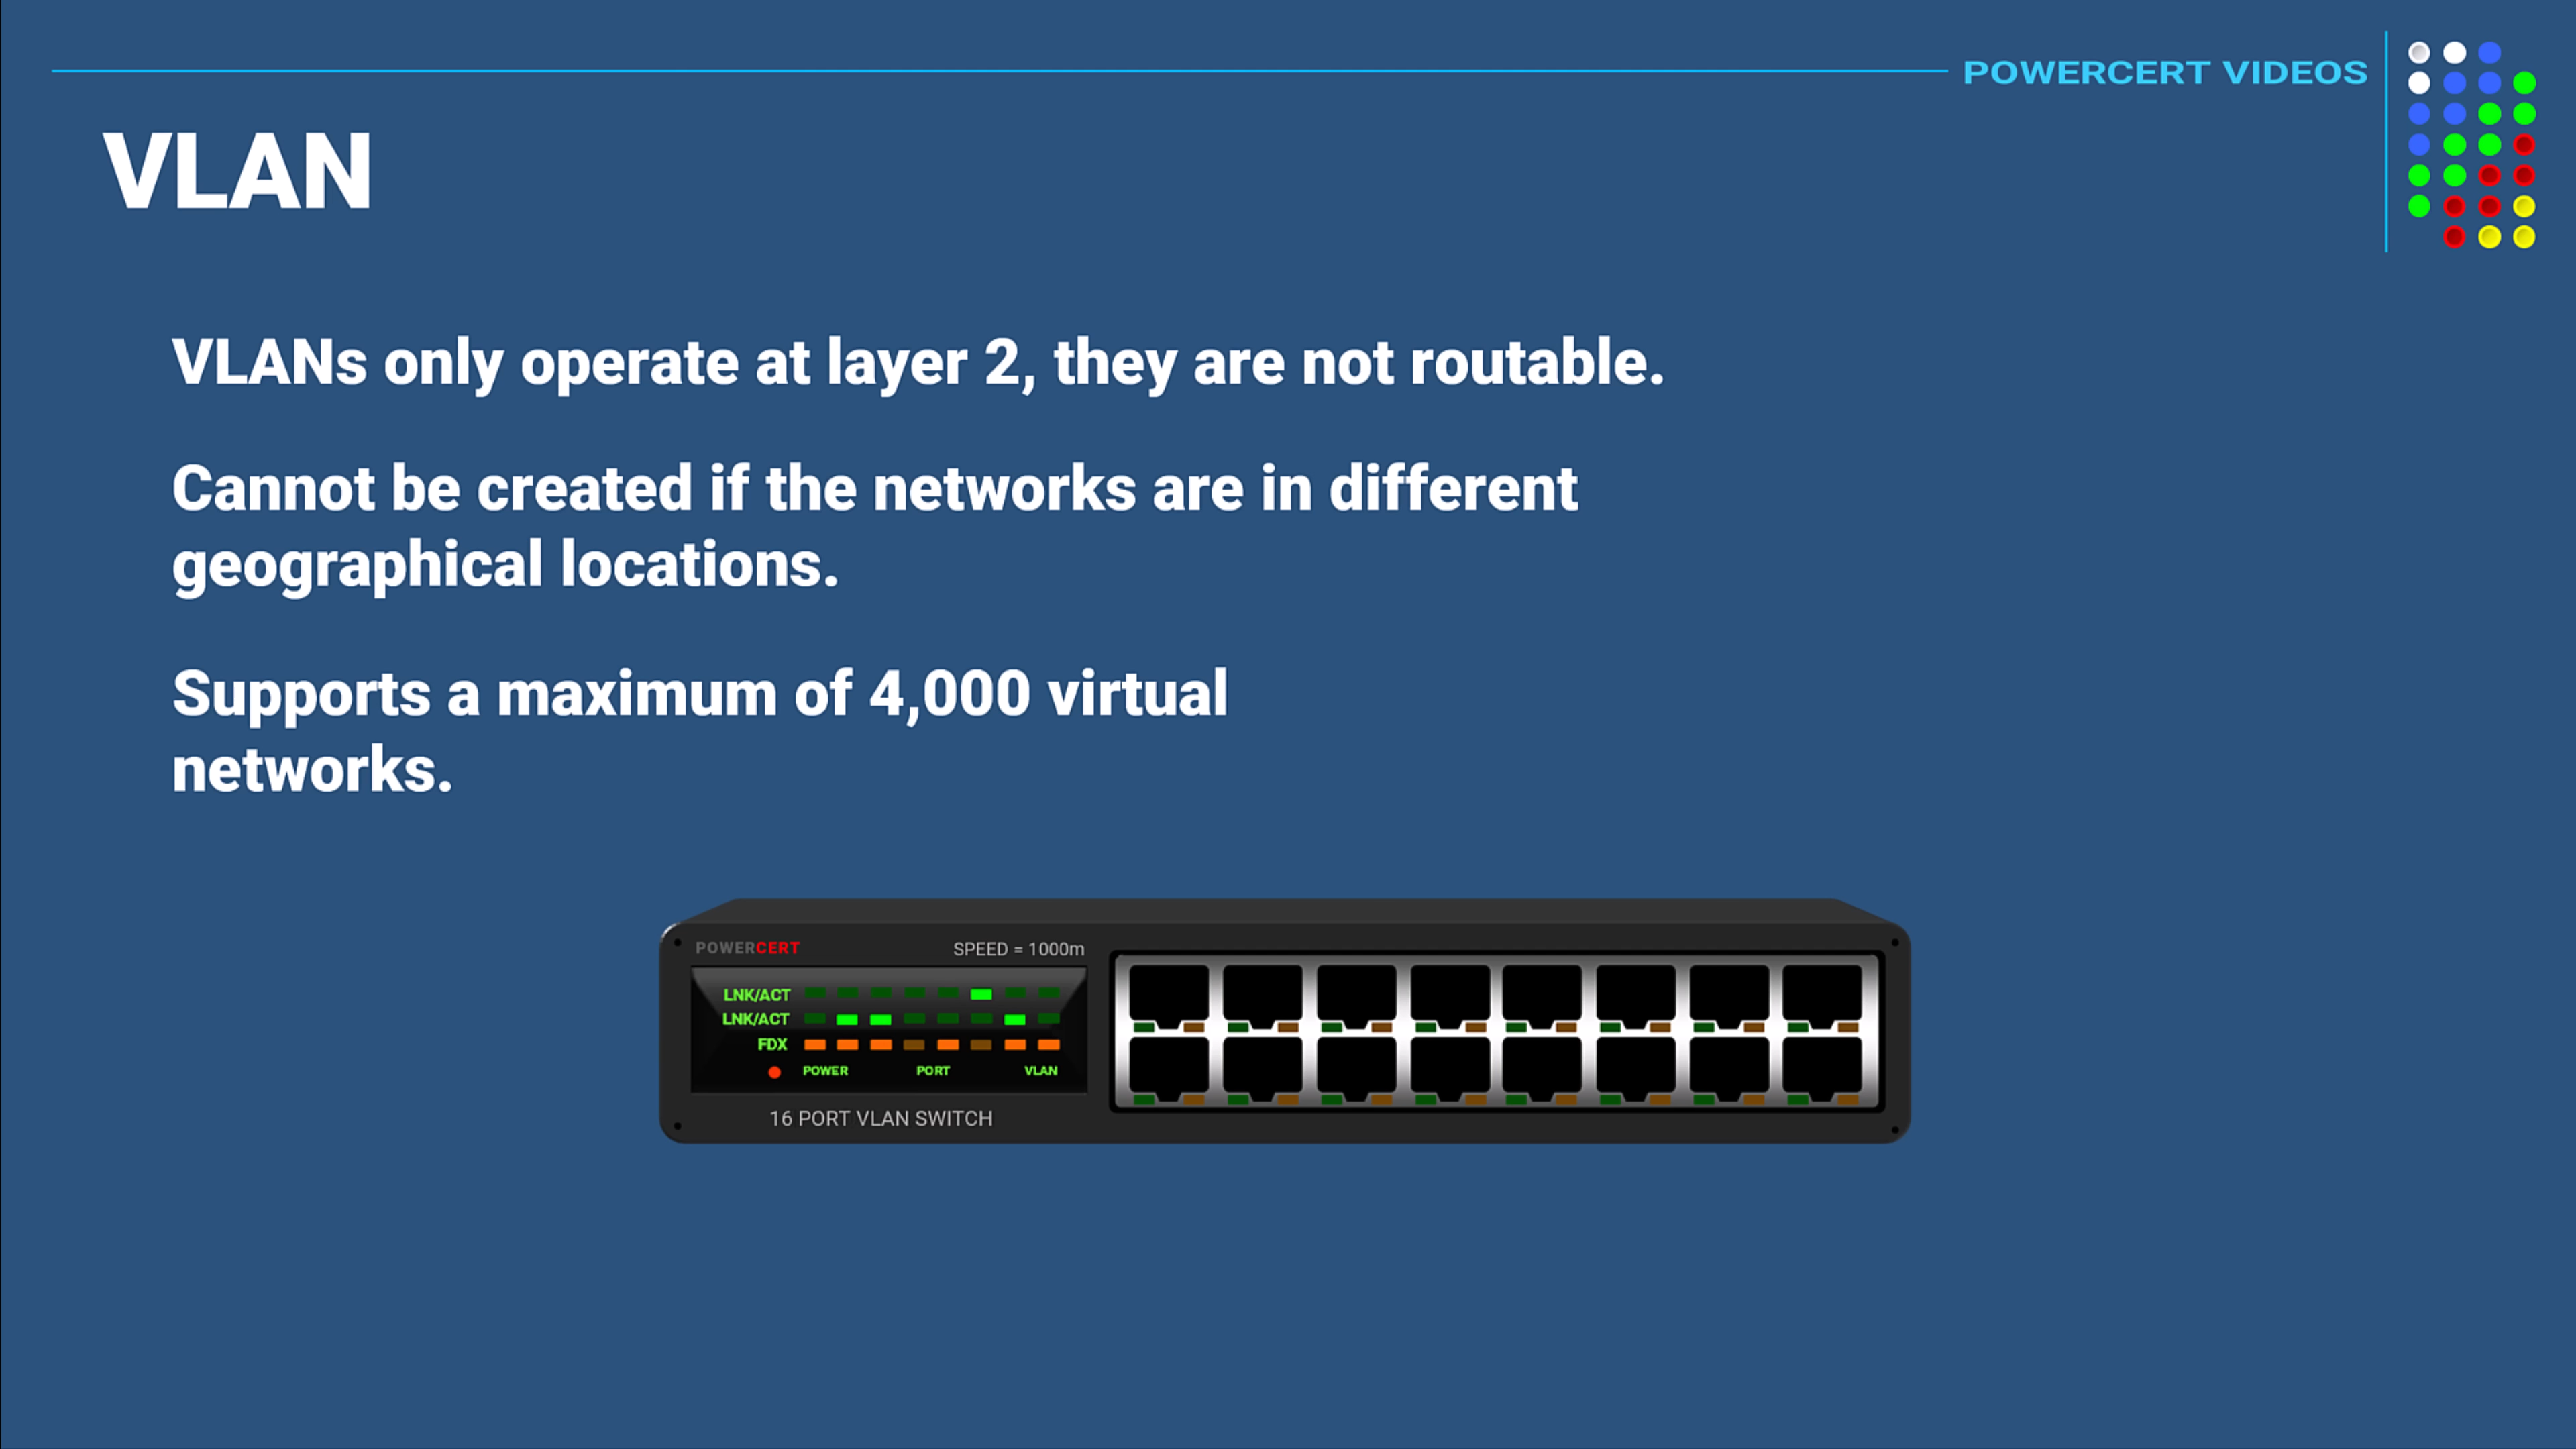 POWERCERT VIDEOS
VLAN
VLANs only operate at layer 2, they are not routable.
Cannot be created if the networks are in different
geographical locations.
Supports a maximum of 4,000 virtual
networks.
POWERCERT
SPEED = 1000m
LNK/ACT
LNK/ACT
FDX
POWER PORT VLAN
16 PORT VLAN SWITCH